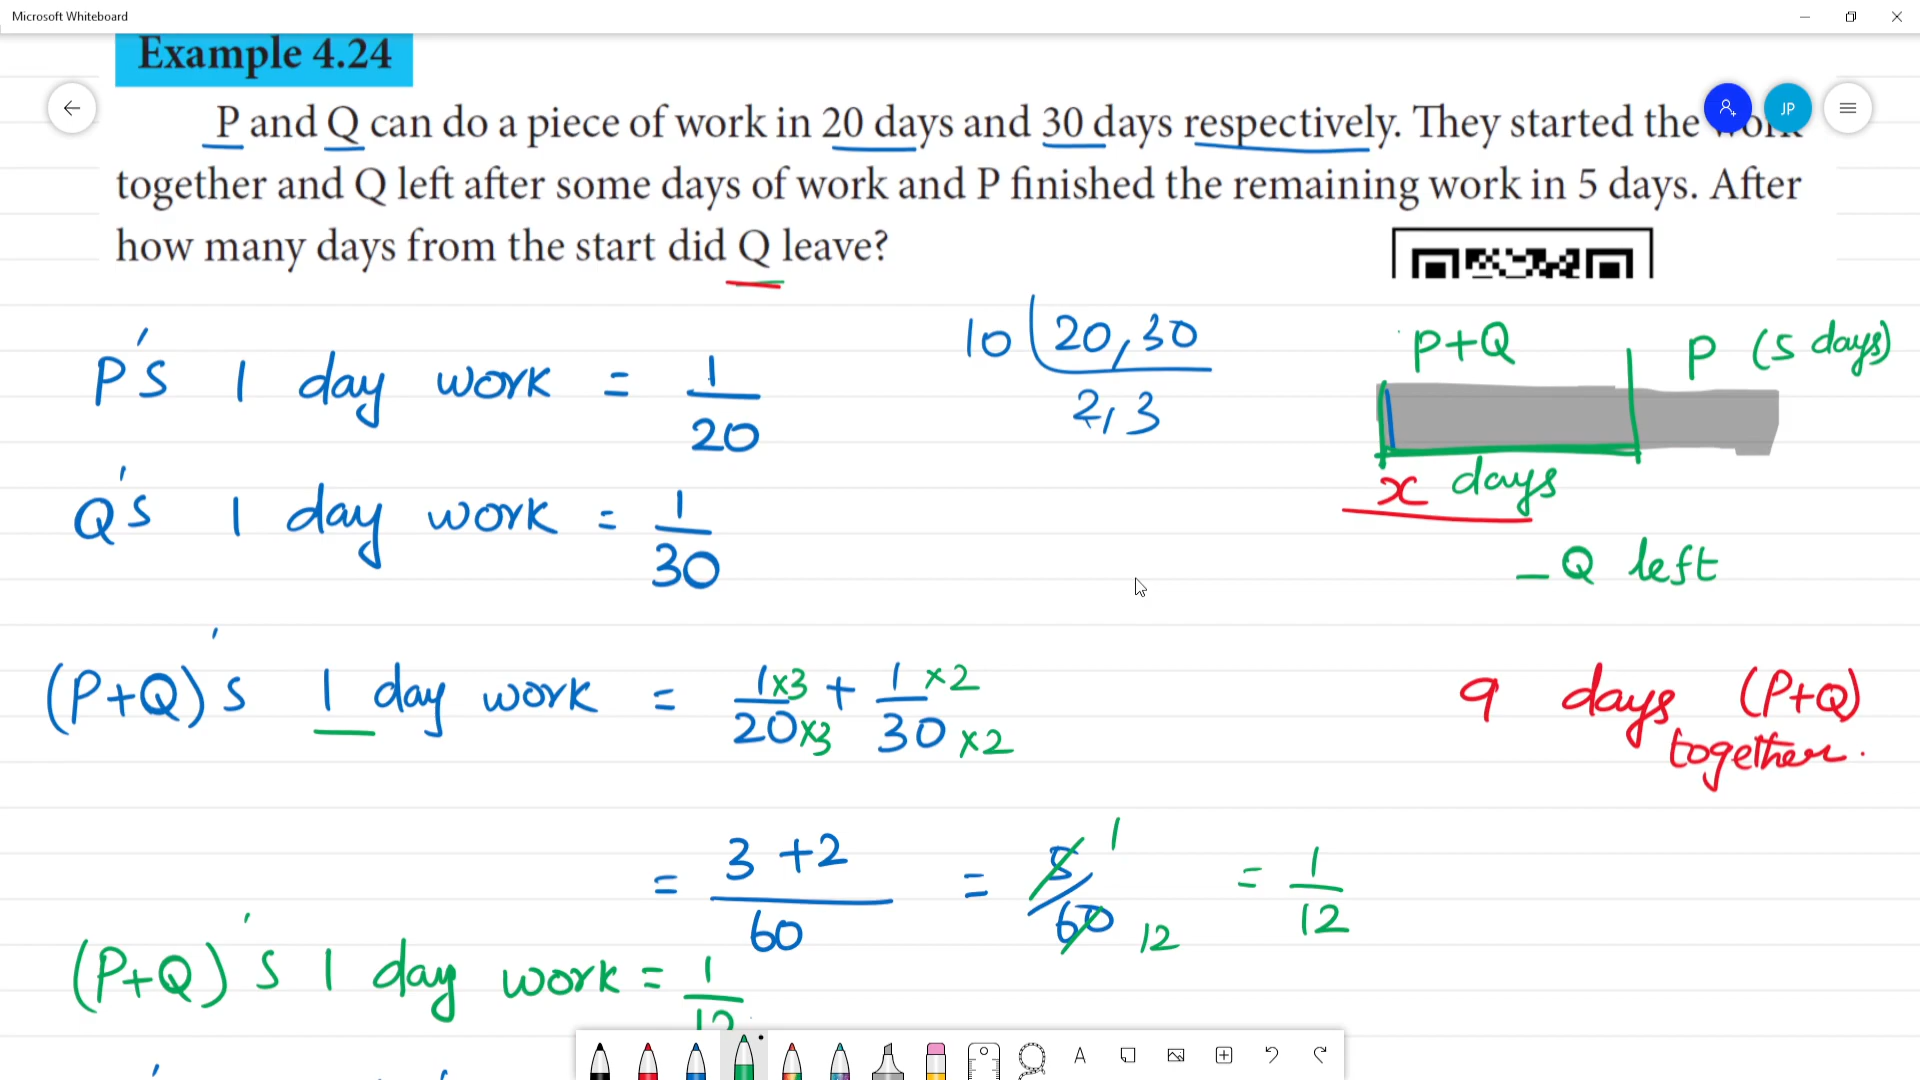 Microsoft Whiteboard
Example 4.24
P and Q can do a piece of work in 20 days and 30 days respectively. They started the work
JP
together and Q left after some days of work and P finished the remaining work in 5 days. After
how many days from the start did Q leave?
10 20, 30
2, 3
P+Q P (5 days)
P's 1 day work = 1/20
x days
Q's 1 day work = 1/30
_ Q left
(P+Q)'s 1 day work = 1×3/20×3 + 1×2/30×2
9 days (P+Q)
together.
= 3+2/60 = 5/60 1 12 = 1/12
(P+Q)'s 1 day work = 1/12
A